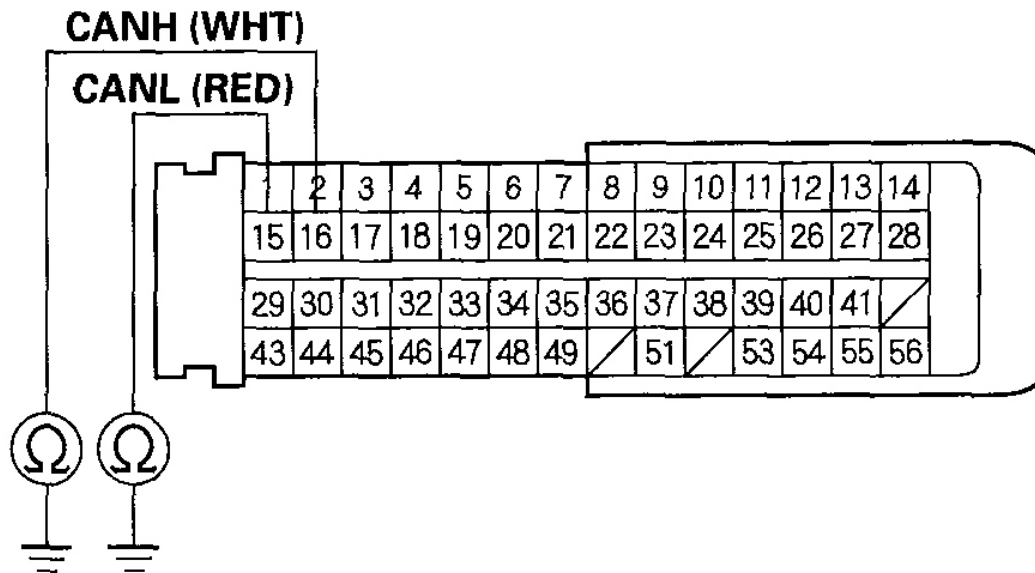 CANH (WHT)
CANL (RED)
2 3 4 5 6 7 8 9 10 11 12 13 14
15 16 17 18 19 20 21 22 23 24 25 26 27 28
29 30 31 32 33 34 35 36 37 38 39 40 41
43 44 45 46 47 48 49 51 53 54 55 56
Ω Ω